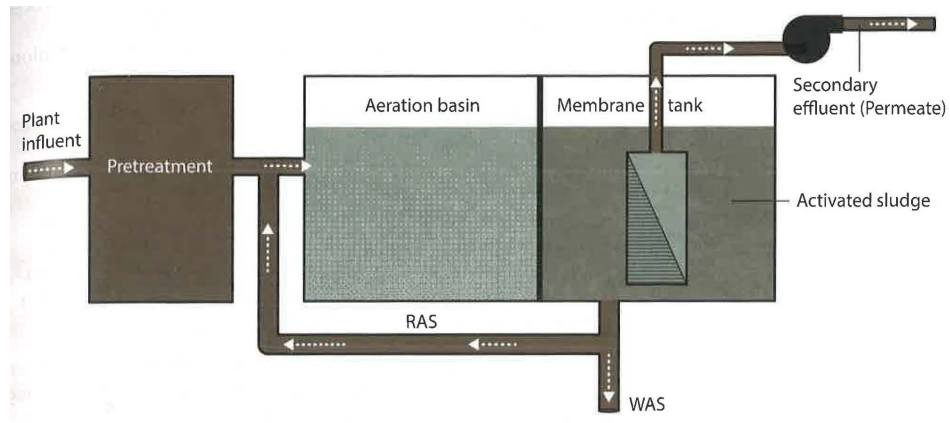 Plant
influent
Pretreatment
Aeration basin
Membrane tank
Secondary
effluent (Permeate)
Activated sludge
RAS
WAS